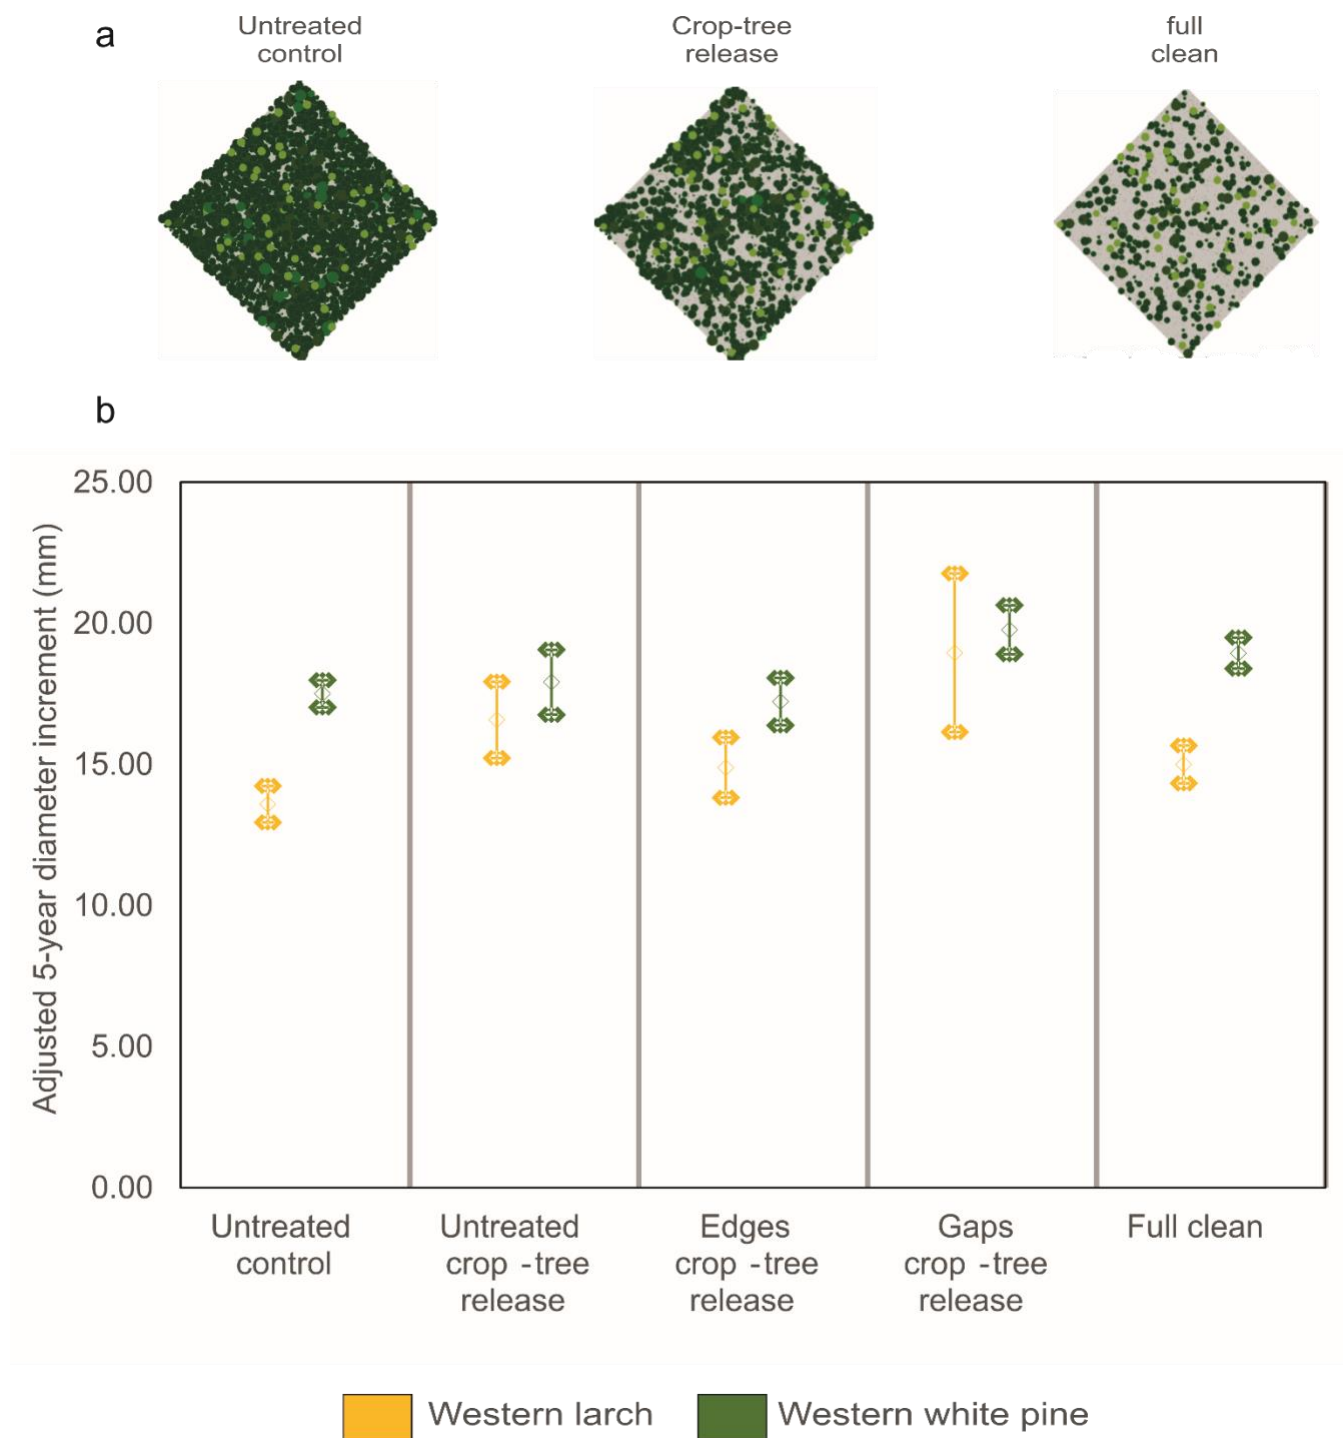 a
Untreated
control
Crop-tree
release
full
clean
b
Adjusted 5-year diameter increment (mm)
25.00
20.00
15.00
10.00
5.00
0.00
Untreated
control
Untreated
crop -tree
release
Edges
crop -tree
release
Gaps
crop -tree
release
Full clean
Western larch
Western white pine